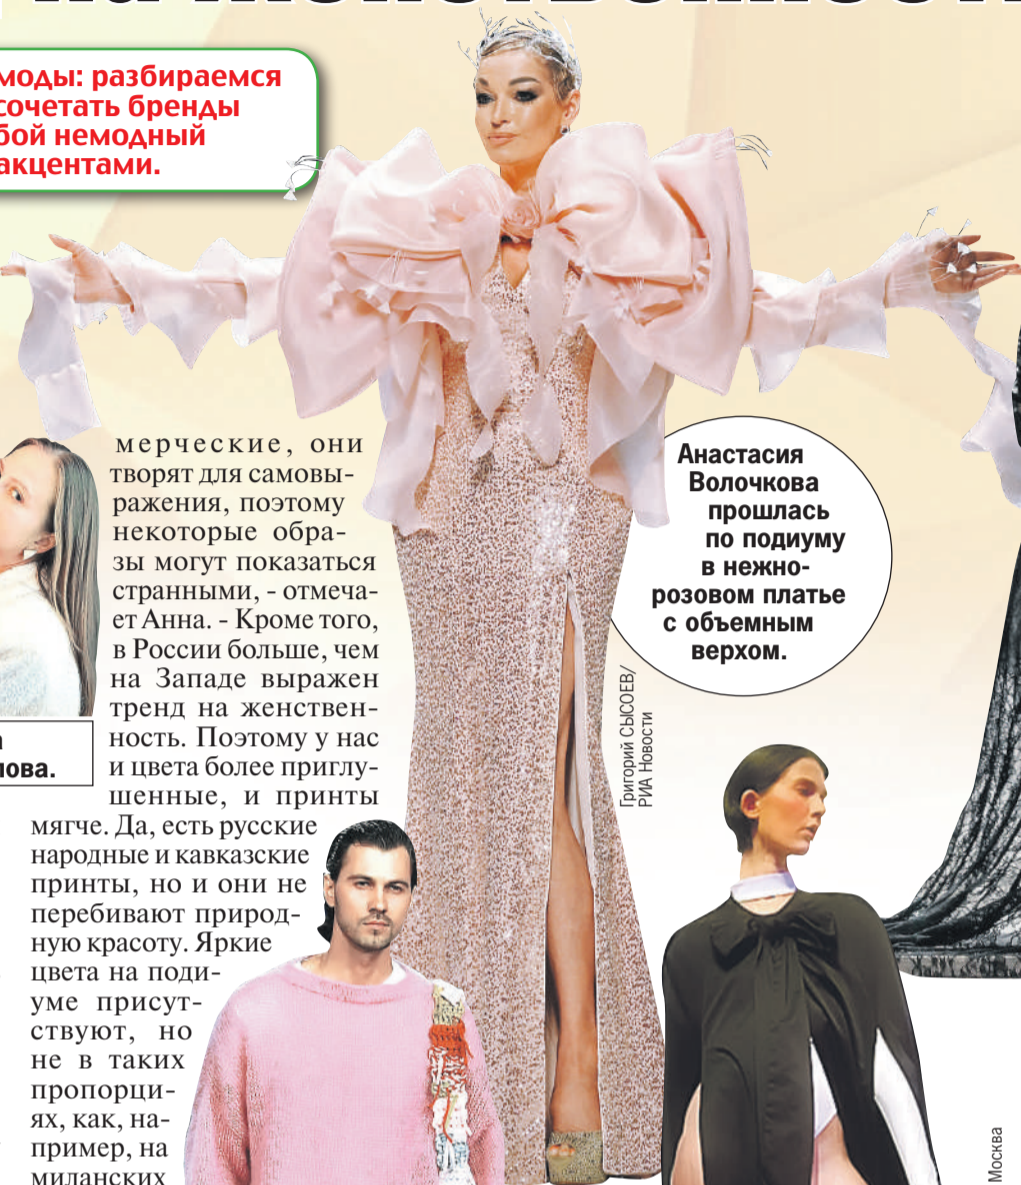 моды: разбираемся
сочетать бренды
бой немодный
акцентами.
мерческие, они
творят для самовы-
ражения, поэтому
некоторые обра-
зы могут показаться
странными, - отмеча-
ет Анна. - Кроме того,
в России больше, чем
на Западе выражен
тренд на женствен-
ность. Поэтому у нас
и цвета более приглу-
шенные, и принты
мягче. Да, есть русские
народные и кавказские
принты, но и они не
перебивают природ-
ную красоту. Яркие
цвета на поди-
уме присут-
ствуют, но
не в таких
пропорци-
ях, как, на-
пример, на
миланских
Анастасия
Волочкова
прошлась
по подиуму
в нежно-
розовом платье
с объемным
верхом.
Григорий СЫСОЕВ/
РИА Новости
Москва